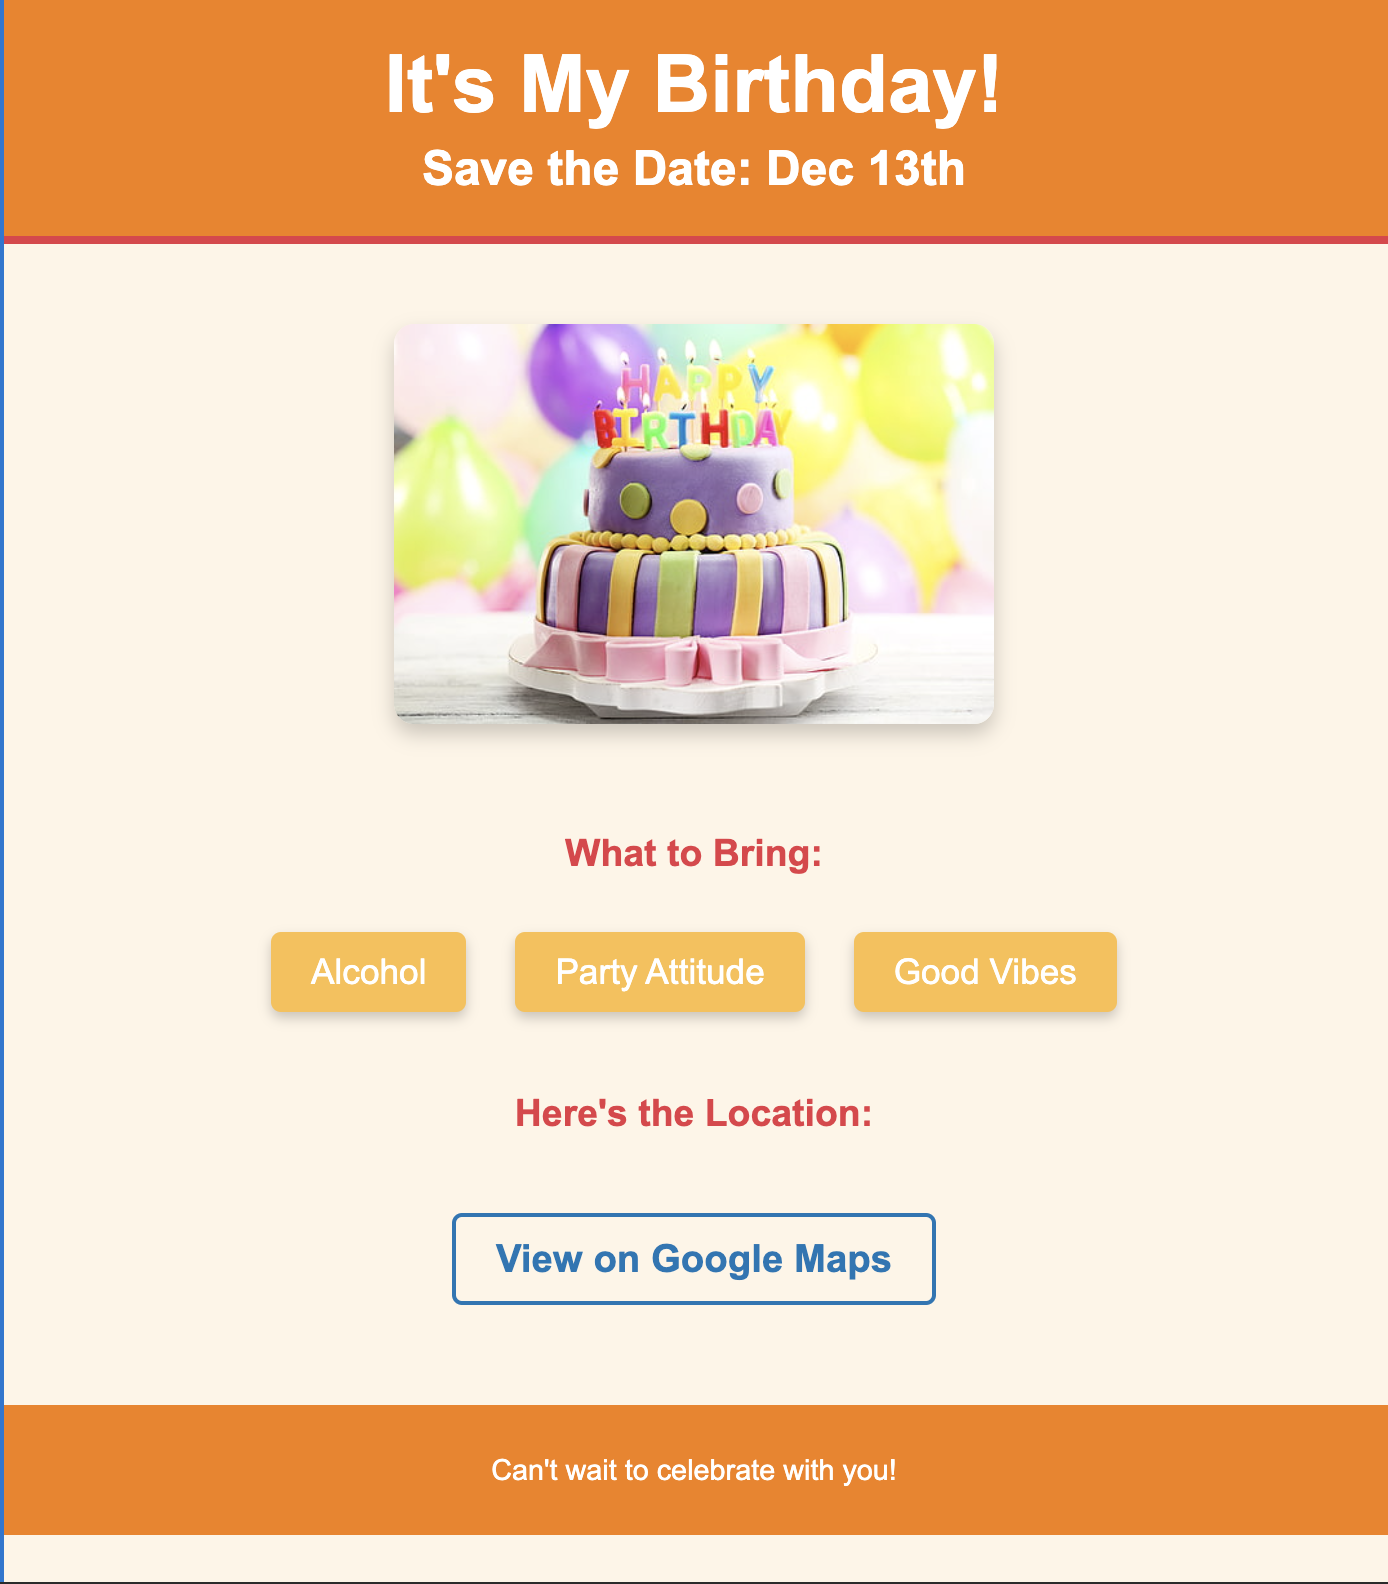 It's My Birthday!
Save the Date: Dec 13th
HAPPY
BIRTHDAY
What to Bring:
Alcohol
Party Attitude
Good Vibes
Here's the Location:
View on Google Maps
Can't wait to celebrate with you!